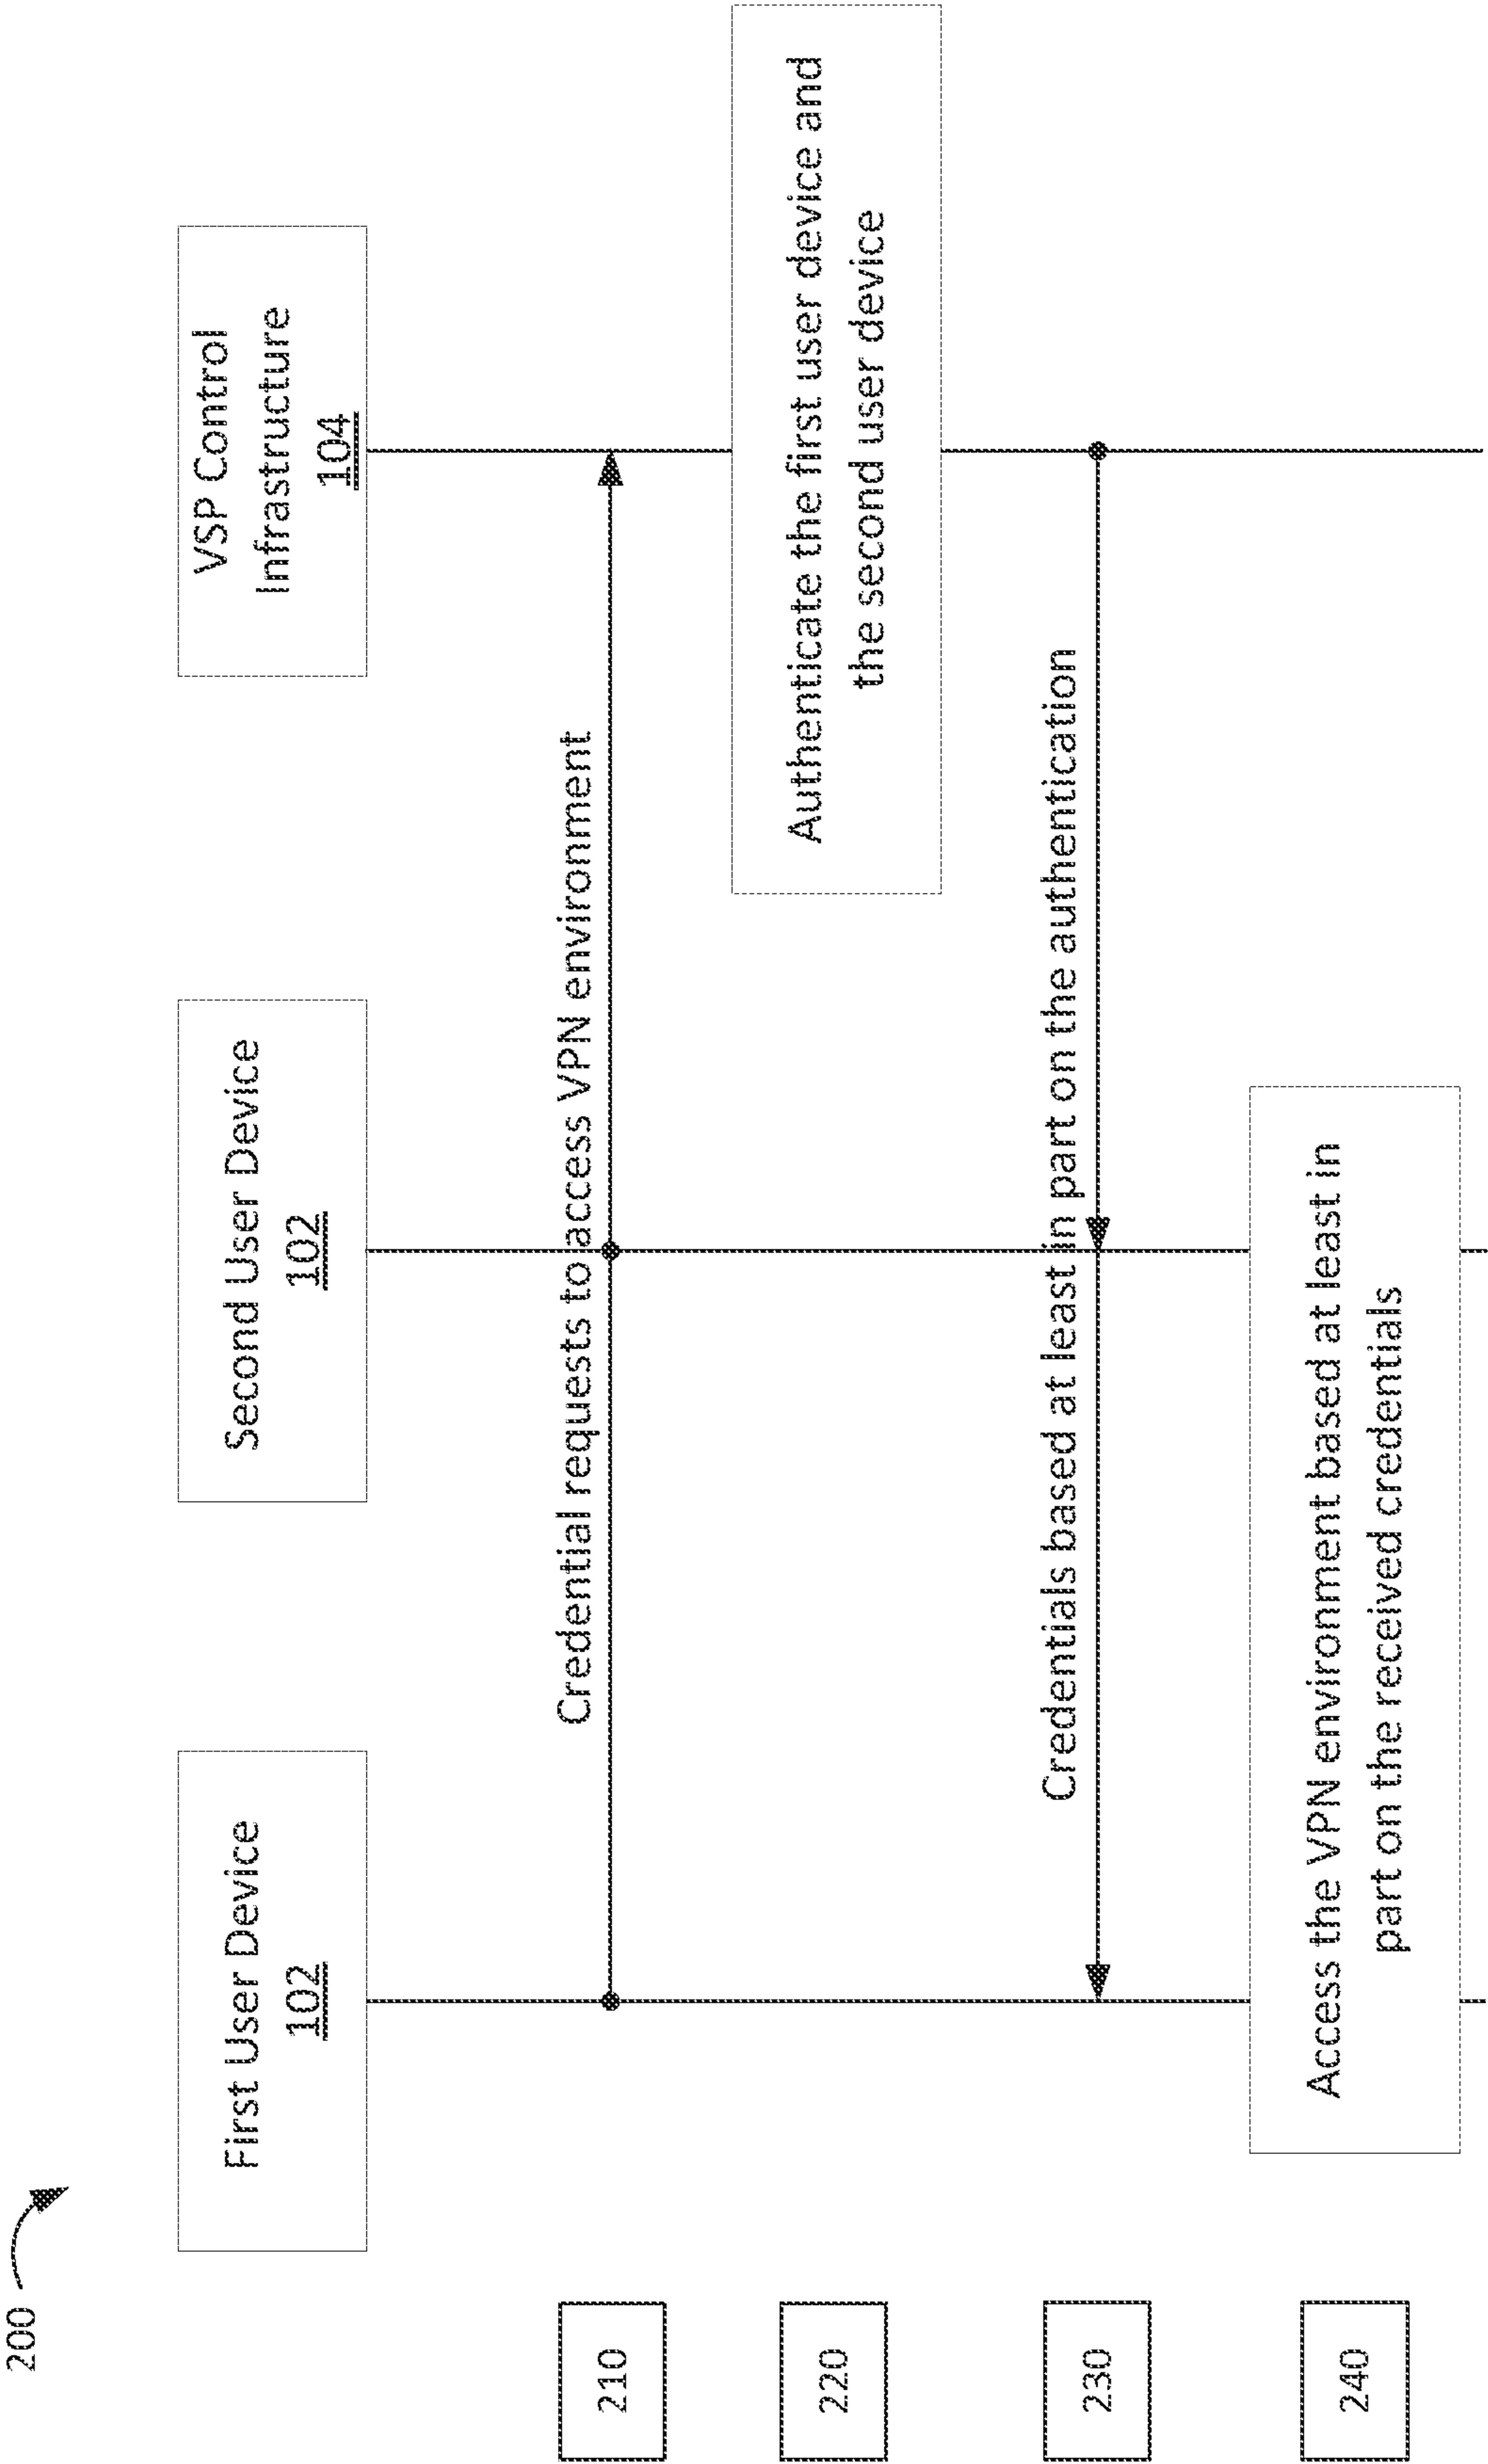 200
First User Device
102
Second User Device
102
VSP Control
Infrastructure
104
210
Credential requests to access VPN environment
220
Authenticate the first user device and
the second user device
230
Credentials based at least in part on the authentication
240
Access the VPN environment based at least in
part on the received credentials